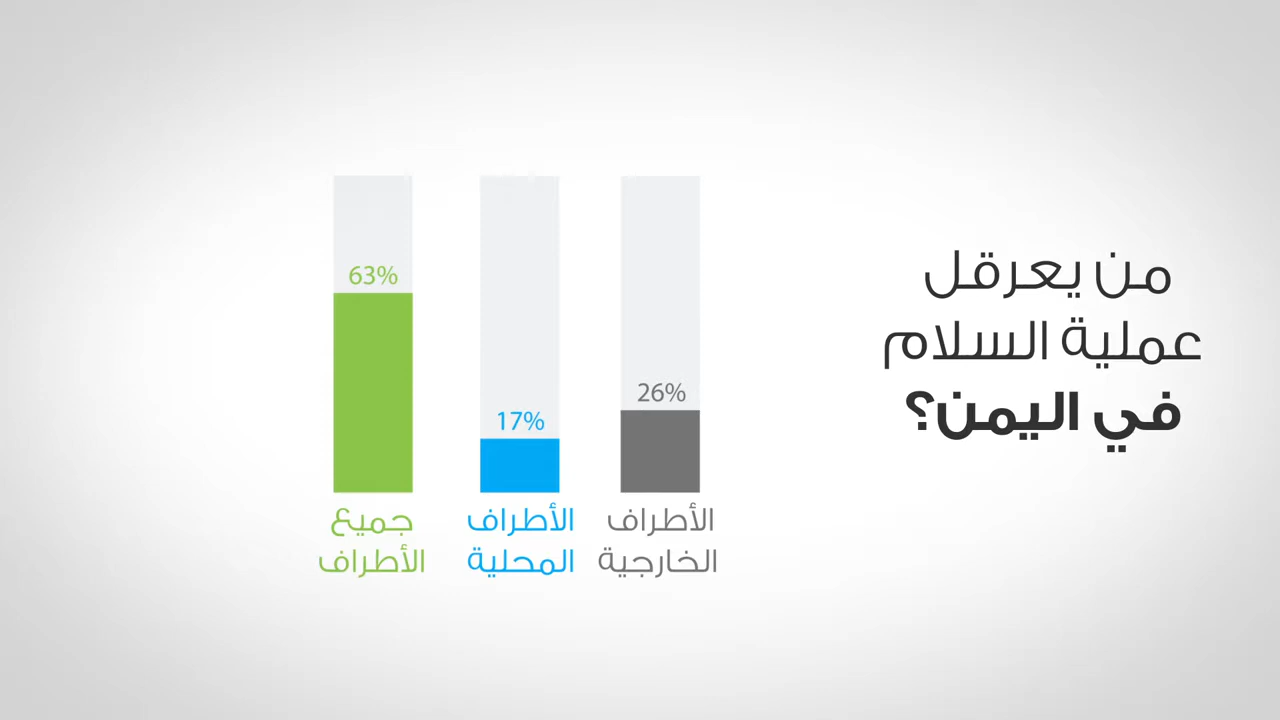 من يعرقل
عملية السلام
في اليمن؟
26%
الأطراف
الخارجية
17%
الأطراف
المحلية
63%
جميع
الأطراف